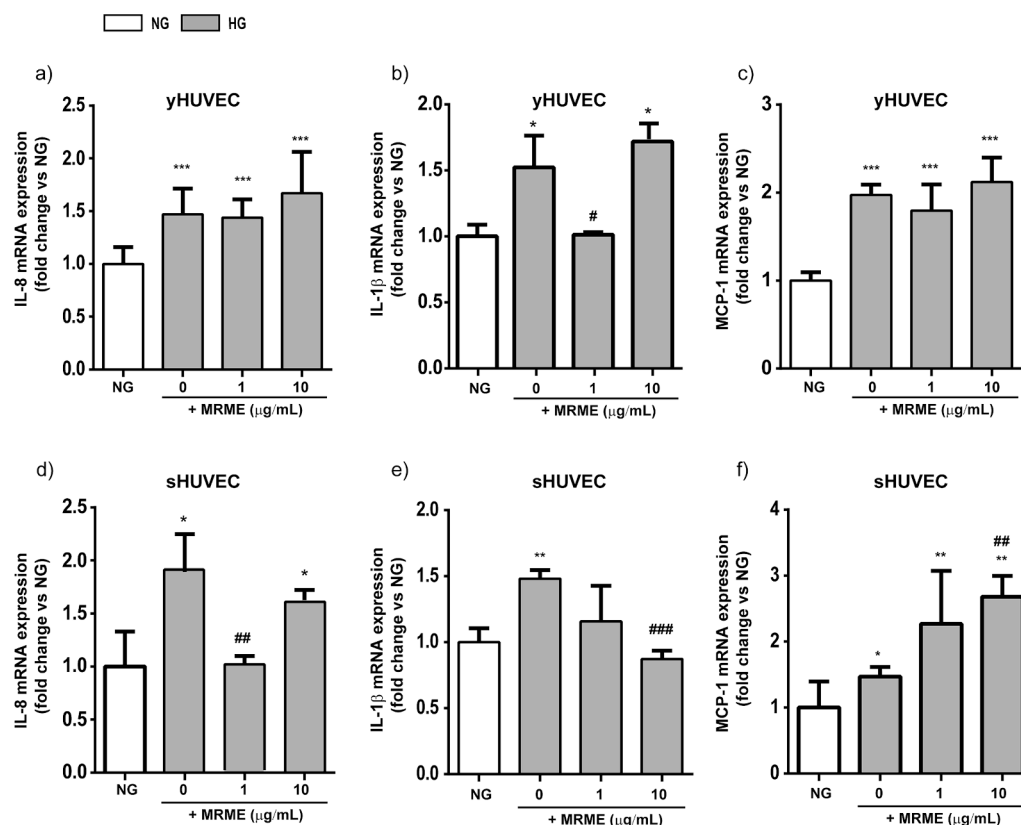 NG HG
a)
yHUVEC
IL-8 mRNA expression
(fold change vs NG)
2.5
2.0
1.5
1.0
0.5
0.0
***
***
***
NG 0 1 10
+ MRME (μg/mL)
b)
yHUVEC
IL-1β mRNA expression
(fold change vs NG)
2.0
1.5
1.0
0.5
0.0
*
#
*
NG 0 1 10
+ MRME (μg/mL)
c)
yHUVEC
MCP-1 mRNA expression
(fold change vs NG)
3
2
1
0
***
***
***
NG 0 1 10
+ MRME (μg/mL)
d)
sHUVEC
IL-8 mRNA expression
(fold change vs NG)
2.5
2.0
1.5
1.0
0.5
0.0
*
##
*
NG 0 1 10
+ MRME (μg/mL)
e)
sHUVEC
IL-1β mRNA expression
(fold change vs NG)
2.0
1.5
1.0
0.5
0.0
**
###
NG 0 1 10
+ MRME (μg/mL)
f)
sHUVEC
MCP-1 mRNA expression
(fold change vs NG)
4
3
2
1
0
*
**
##
**
NG 0 1 10
+ MRME (μg/mL)